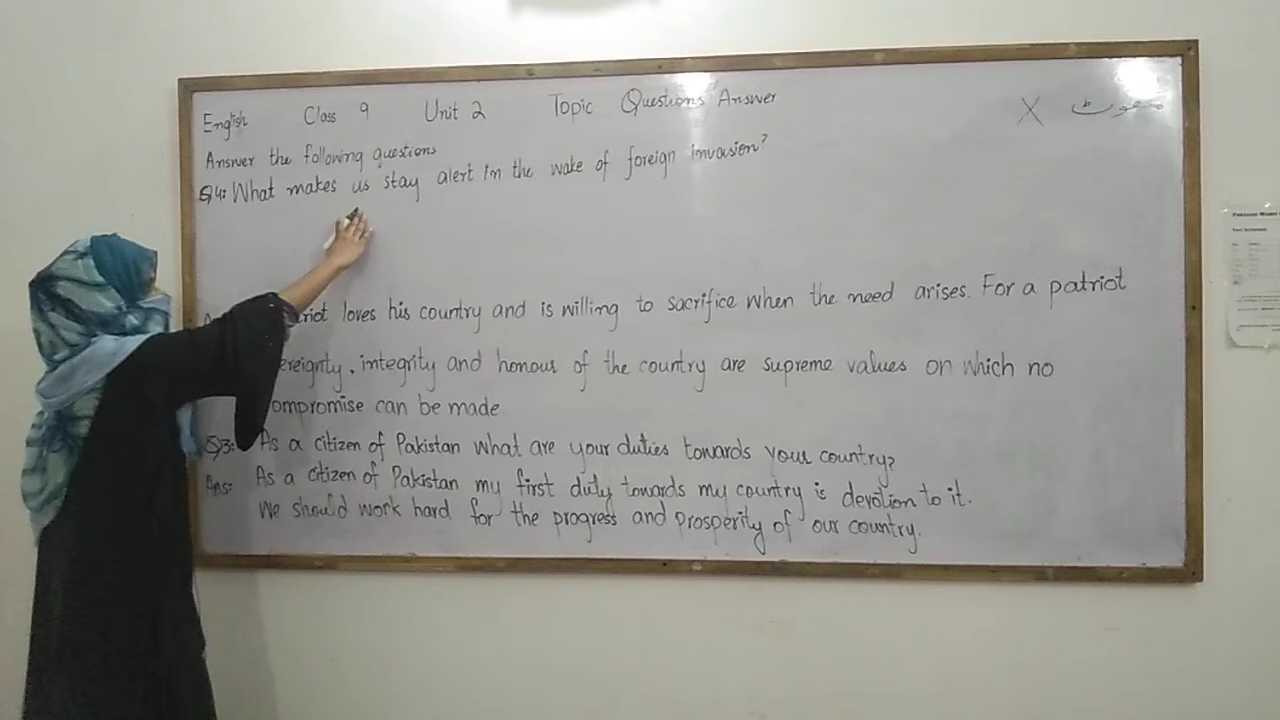 English Class 9 Unit 2 Topic Questions Answer X
Answer the following questions
Q4: What makes us stay alert in the wake of foreign invasion?
riot loves his country and is willing to sacrifice when the need arises. For a patriot
ereignty, integrity and honour of the country are supreme values on which no
ompromise can be made
Q3: As a citizen of Pakistan what are your duties towards your country?
Ans: As a citizen of Pakistan my first duty towards my country is devotion to it.
We should work hard for the progress and prosperity of our country.